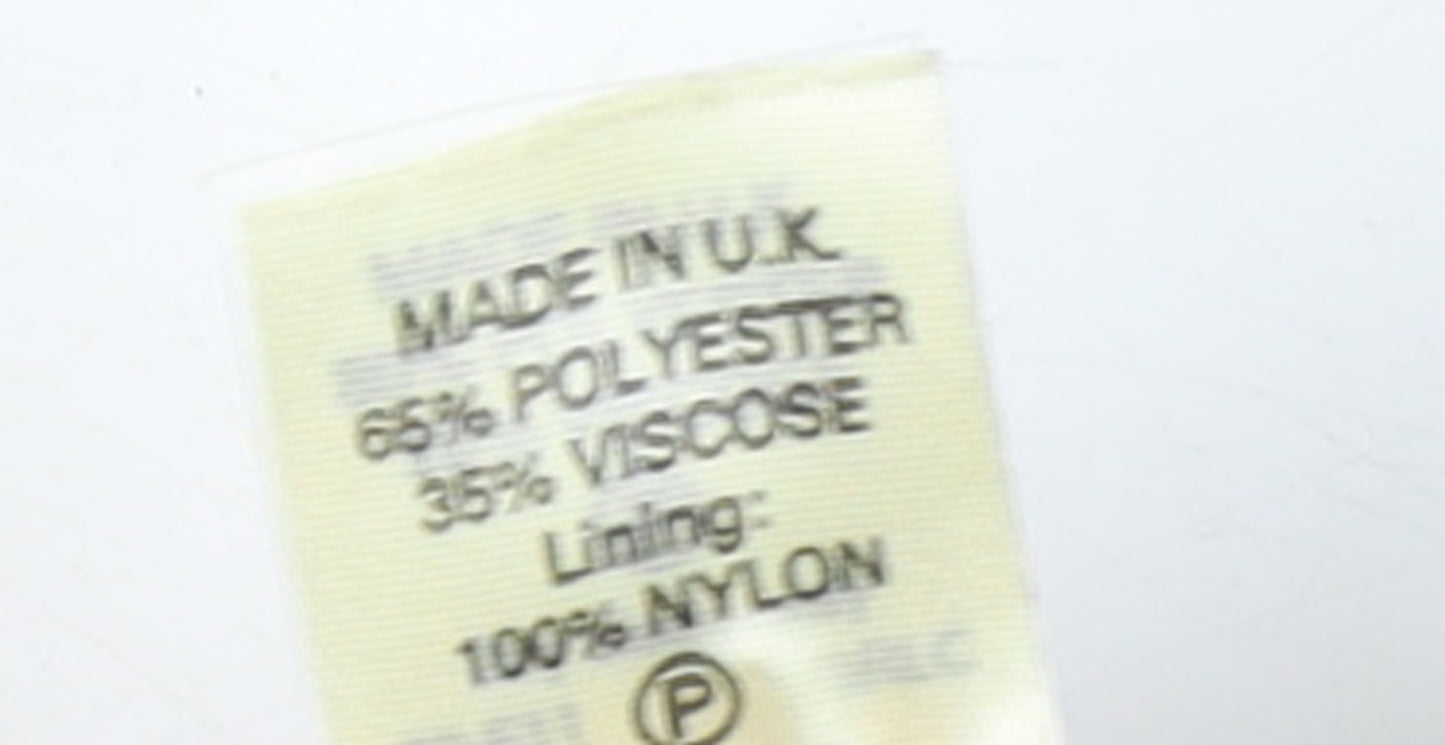 MADE IN U.K.
65% POLYESTER
35% VISCOSE
Lining:
100% NYLON
P